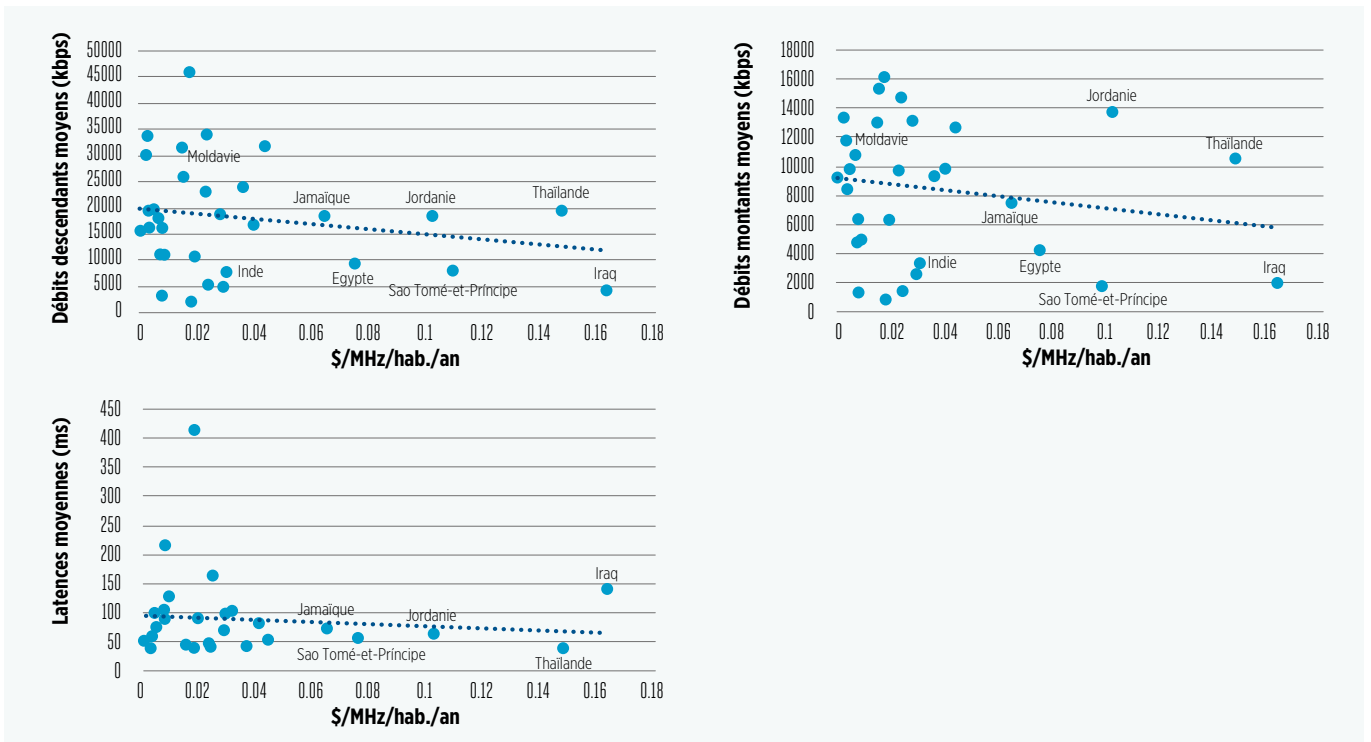 Débits descendants moyens (kbps)
50000
45000
40000
35000
30000
25000
20000
15000
10000
5000
0
Moldavie
Jamaïque
Jordanie
Thaïlande
Inde
Egypte
Sao Tomé-et-Príncipe
Iraq
0 0.02 0.04 0.06 0.08 0.1 0.12 0.14 0.16 0.18
$/MHz/hab./an
Débits montants moyens (kbps)
18000
16000
14000
12000
10000
8000
6000
4000
2000
0
Jordanie
Moldavie
Thaïlande
Jamaïque
Indie
Egypte
Iraq
Sao Tomé-et-Príncipe
0 0.02 0.04 0.06 0.08 0.1 0.12 0.14 0.16 0.18
$/MHz/hab./an
Latences moyennes (ms)
450
400
350
300
250
200
150
100
50
0
Iraq
Jamaïque
Jordanie
Sao Tomé-et-Príncipe
Thaïlande
0 0.02 0.04 0.06 0.08 0.1 0.12 0.14 0.16 0.18
$/MHz/hab./an